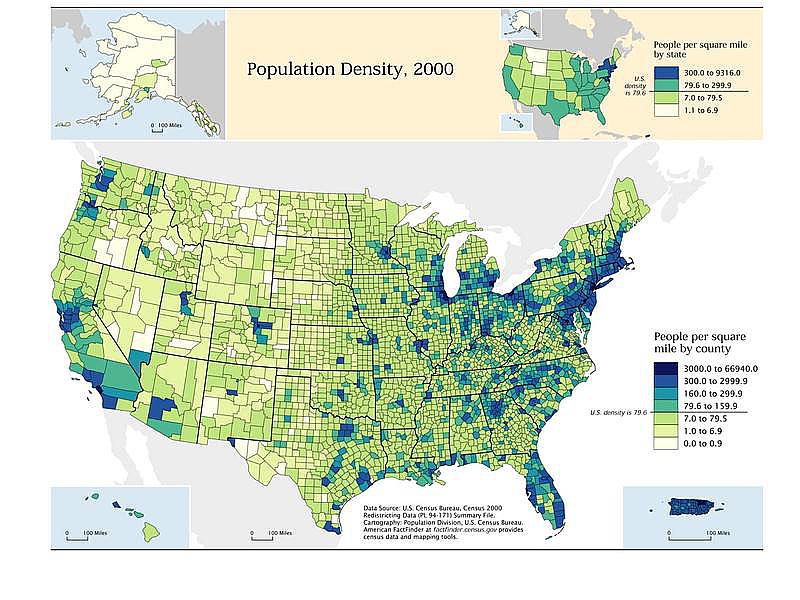 Population Density, 2000
0 100 Miles
People per square mile
by state
U.S.
density
is 79.6
300.0 to 9316.0
79.6 to 299.9
7.0 to 79.5
1.1 to 6.9
People per square
mile by county
3000.0 to 66940.0
300.0 to 2999.9
160.0 to 299.9
79.6 to 159.9
U.S. density is 79.6
7.0 to 79.5
1.0 to 6.9
0.0 to 0.9
Data Source: U.S. Census Bureau, Census 2000
Redistricting Data (PL 94-171) Summary File.
Cartography: Population Division, U.S. Census Bureau.
American FactFinder at factfinder.census.gov provides
census data and mapping tools.
0 100 Miles
0 100 Miles
0 100 Miles